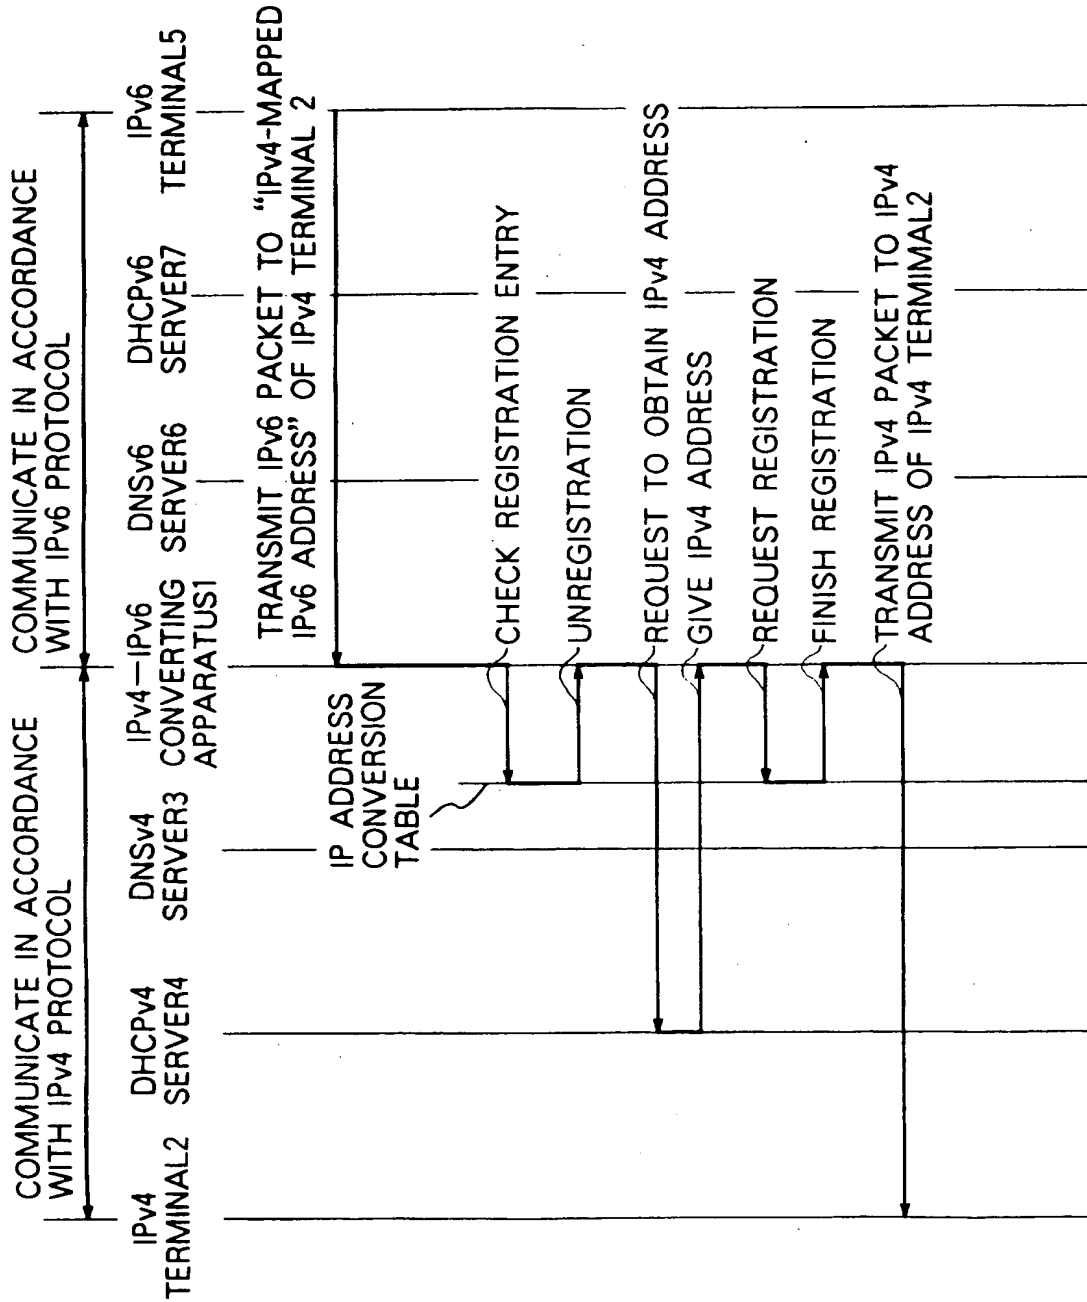 COMMUNICATE IN ACCORDANCE
WITH IPv4 PROTOCOL
COMMUNICATE IN ACCORDANCE
WITH IPv6 PROTOCOL
IPv4
TERMINAL2
DHCPv4
SERVER4
DNSv4
SERVER3
IPv4–IPv6
CONVERTING
APPARATUS1
DNSv6
SERVER6
DHCPv6
SERVER7
IPv6
TERMINAL5
TRANSMIT IPv6 PACKET TO "IPv4-MAPPED
IPv6 ADDRESS" OF IPv4 TERMINAL 2
IP ADDRESS
CONVERSION
TABLE
CHECK REGISTRATION ENTRY
UNREGISTRATION
REQUEST TO OBTAIN IPv4 ADDRESS
GIVE IPv4 ADDRESS
REQUEST REGISTRATION
FINISH REGISTRATION
TRANSMIT IPv4 PACKET TO IPv4
ADDRESS OF IPv4 TERMIMAL2